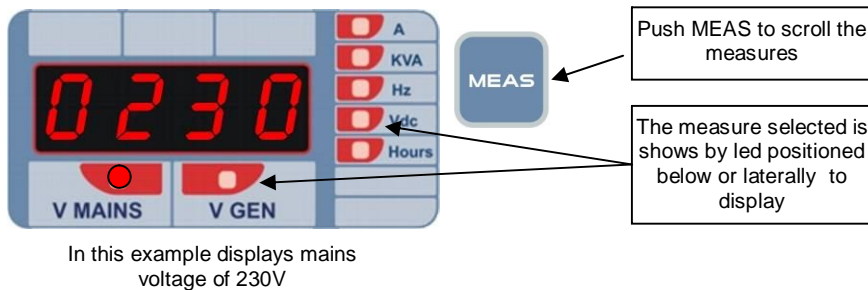 A
KVA
Hz
Vdc
Hours
0230
V MAINS
V GEN
MEAS
Push MEAS to scroll the
measures
The measure selected is
shows by led positioned
below or laterally to
display
In this example displays mains
voltage of 230V